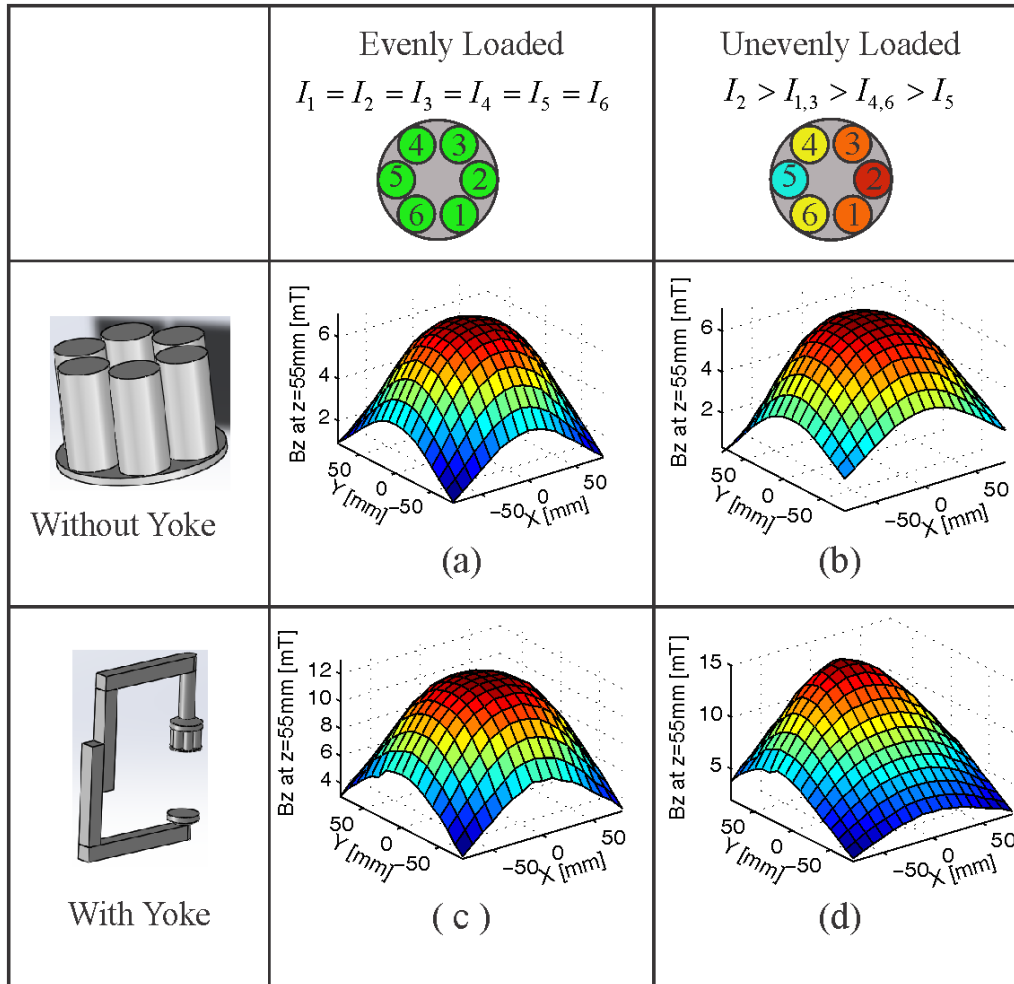 Evenly Loaded
I₁ = I₂ = I₃ = I₄ = I₅ = I₆
4 3
5 2
6 1
Unevenly Loaded
I₂ > I₁,₃ > I₄,₆ > I₅
4 3
5 2
6 1
Without Yoke
Bz at z=55mm [mT]
6
4
2
50
0
−50
Y [mm]
−50
0
50
X [mm]
(a)
Bz at z=55mm [mT]
6
4
2
50
0
−50
Y [mm]
−50
0
50
X [mm]
(b)
With Yoke
Bz at z=55mm [mT]
12
10
8
6
4
50
0
−50
Y [mm]
−50
0
50
X [mm]
( c )
Bz at z=55mm [mT]
15
10
5
50
0
−50
Y [mm]
−50
0
50
X [mm]
(d)